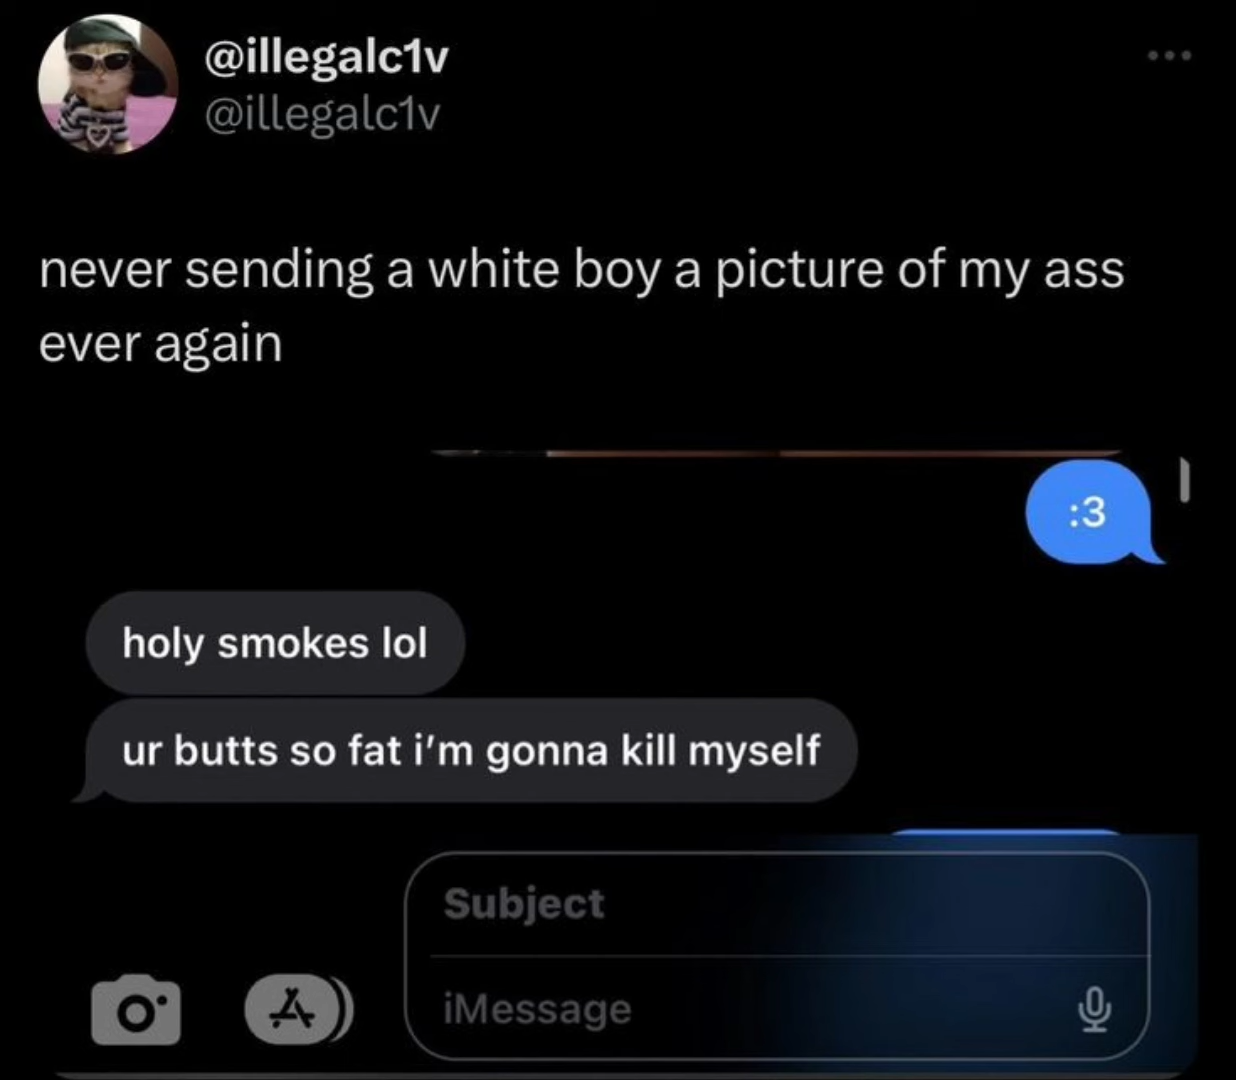 @illegalc1v
@illegalc1v
never sending a white boy a picture of my ass
ever again
:3
holy smokes lol
ur butts so fat i'm gonna kill myself
Subject
iMessage